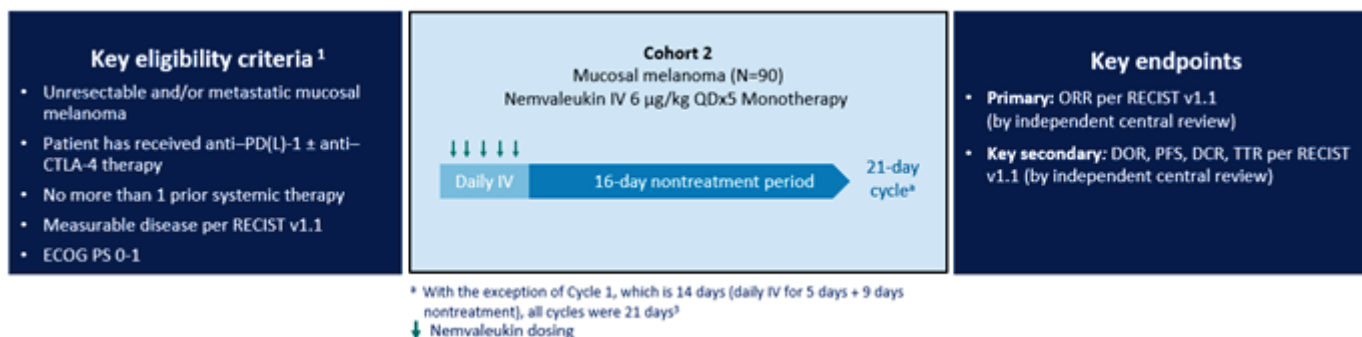 Key eligibility criteria ¹
• Unresectable and/or metastatic mucosal
melanoma
• Patient has received anti–PD(L)-1 ± anti–
CTLA-4 therapy
• No more than 1 prior systemic therapy
• Measurable disease per RECIST v1.1
• ECOG PS 0-1
Cohort 2
Mucosal melanoma (N=90)
Nemvaleukin IV 6 µg/kg QDx5 Monotherapy
Daily IV
16-day nontreatment period
21-day
cycleᵃ
ᵃ With the exception of Cycle 1, which is 14 days (daily IV for 5 days + 9 days
nontreatment), all cycles were 21 days³
Nemvaleukin dosing
Key endpoints
• Primary: ORR per RECIST v1.1
(by independent central review)
• Key secondary: DOR, PFS, DCR, TTR per RECIST
v1.1 (by independent central review)